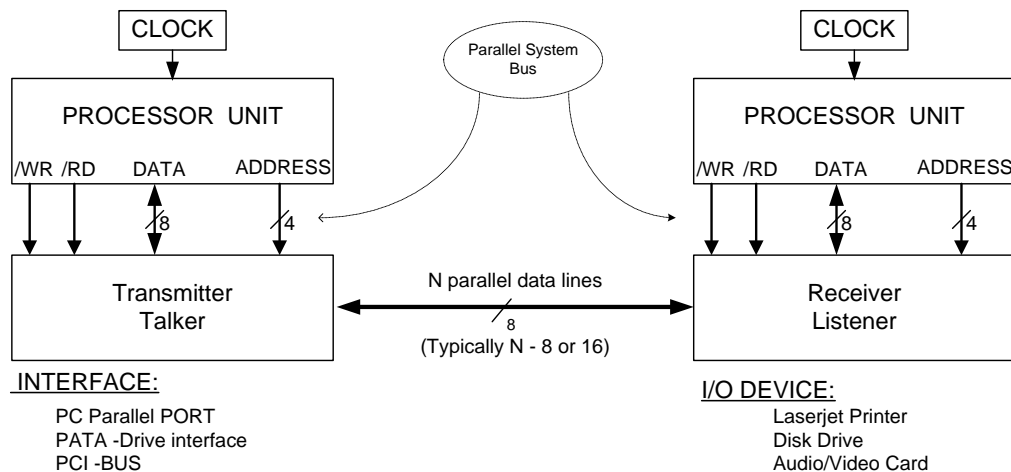 CLOCK
PROCESSOR UNIT
/WR /RD DATA ADDRESS
8 4
Transmitter
Talker
INTERFACE:
PC Parallel PORT
PATA -Drive interface
PCI -BUS
Parallel System
Bus
N parallel data lines
8
(Typically N - 8 or 16)
CLOCK
PROCESSOR UNIT
/WR /RD DATA ADDRESS
8 4
Receiver
Listener
I/O DEVICE:
Laserjet Printer
Disk Drive
Audio/Video Card